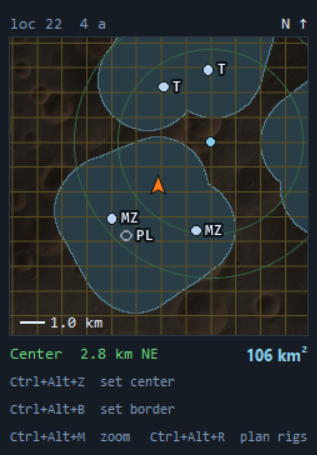 loc 22 4 a N ↑
T
T
MZ
PL
MZ
1.0 km
Center 2.8 km NE 106 km²
Ctrl+Alt+Z set center
Ctrl+Alt+B set border
Ctrl+Alt+M zoom Ctrl+Alt+R plan rigs